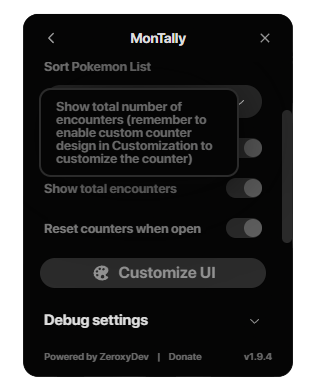 MonTally
Sort Pokemon List
Show total number of
encounters (remember to
enable custom counter
design in Customization to
customize the counter)
Show total encounters
Reset counters when open
Customize UI
Debug settings
Powered by ZeroxyDev | Donate v1.9.4